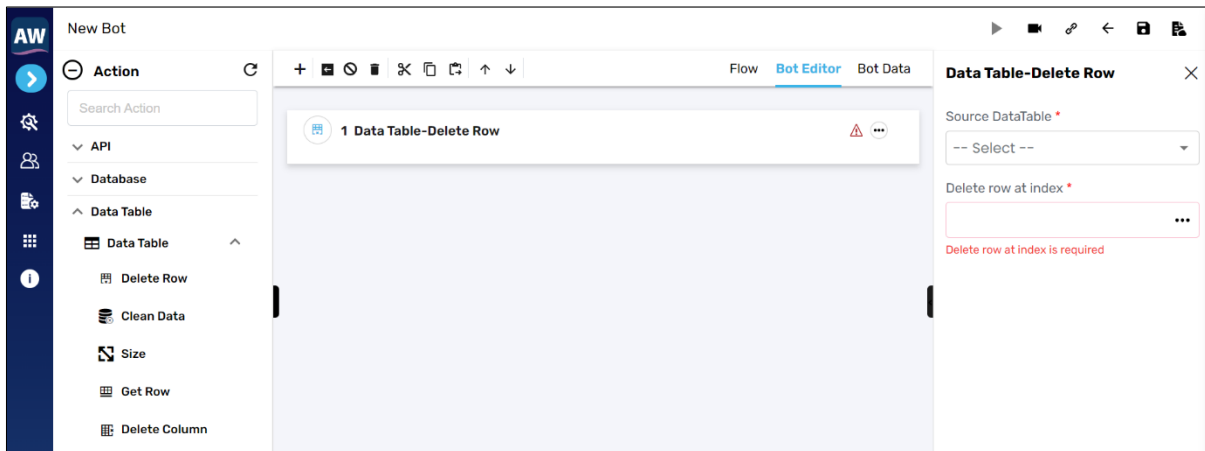 AW
New Bot
Action
Search Action
API
Database
Data Table
Data Table
Delete Row
Clean Data
Size
Get Row
Delete Column
Flow Bot Editor Bot Data
1 Data Table-Delete Row
Data Table-Delete Row
Source DataTable *
-- Select --
Delete row at index *
Delete row at index is required